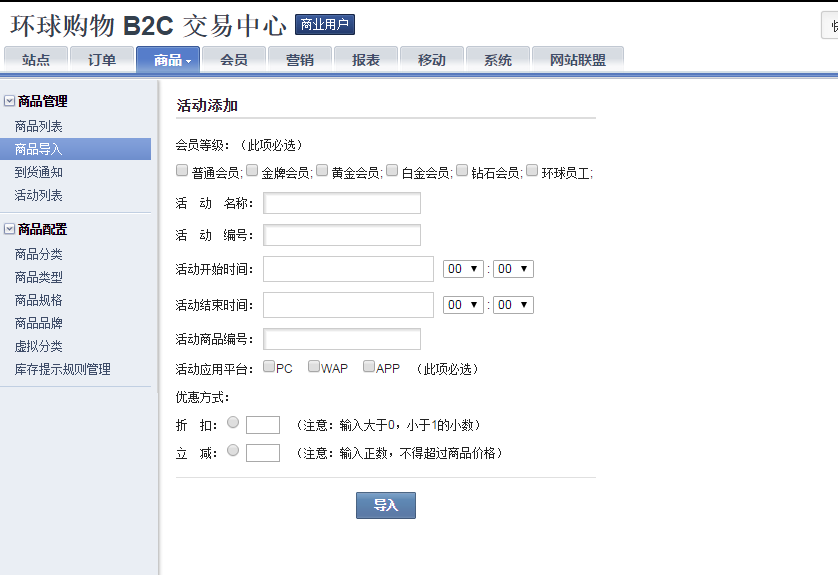 环球购物 B2C 交易中心 商业用户
站点 订单 商品 会员 营销 报表 移动 系统 网站联盟
商品管理
商品列表
商品导入
到货通知
活动列表
商品配置
商品分类
商品类型
商品规格
商品品牌
虚拟分类
库存提示规则管理
活动添加
会员等级：（此项必选）
普通会员; 金牌会员; 黄金会员; 白金会员; 钻石会员; 环球员工;
活 动 名称：
活 动 编号：
活动开始时间： 00 : 00
活动结束时间： 00 : 00
活动商品编号：
活动应用平台： PC WAP APP （此项必选）
优惠方式：
折 扣： （注意：输入大于0，小于1的小数）
立 减： （注意：输入正数，不得超过商品价格）
导入